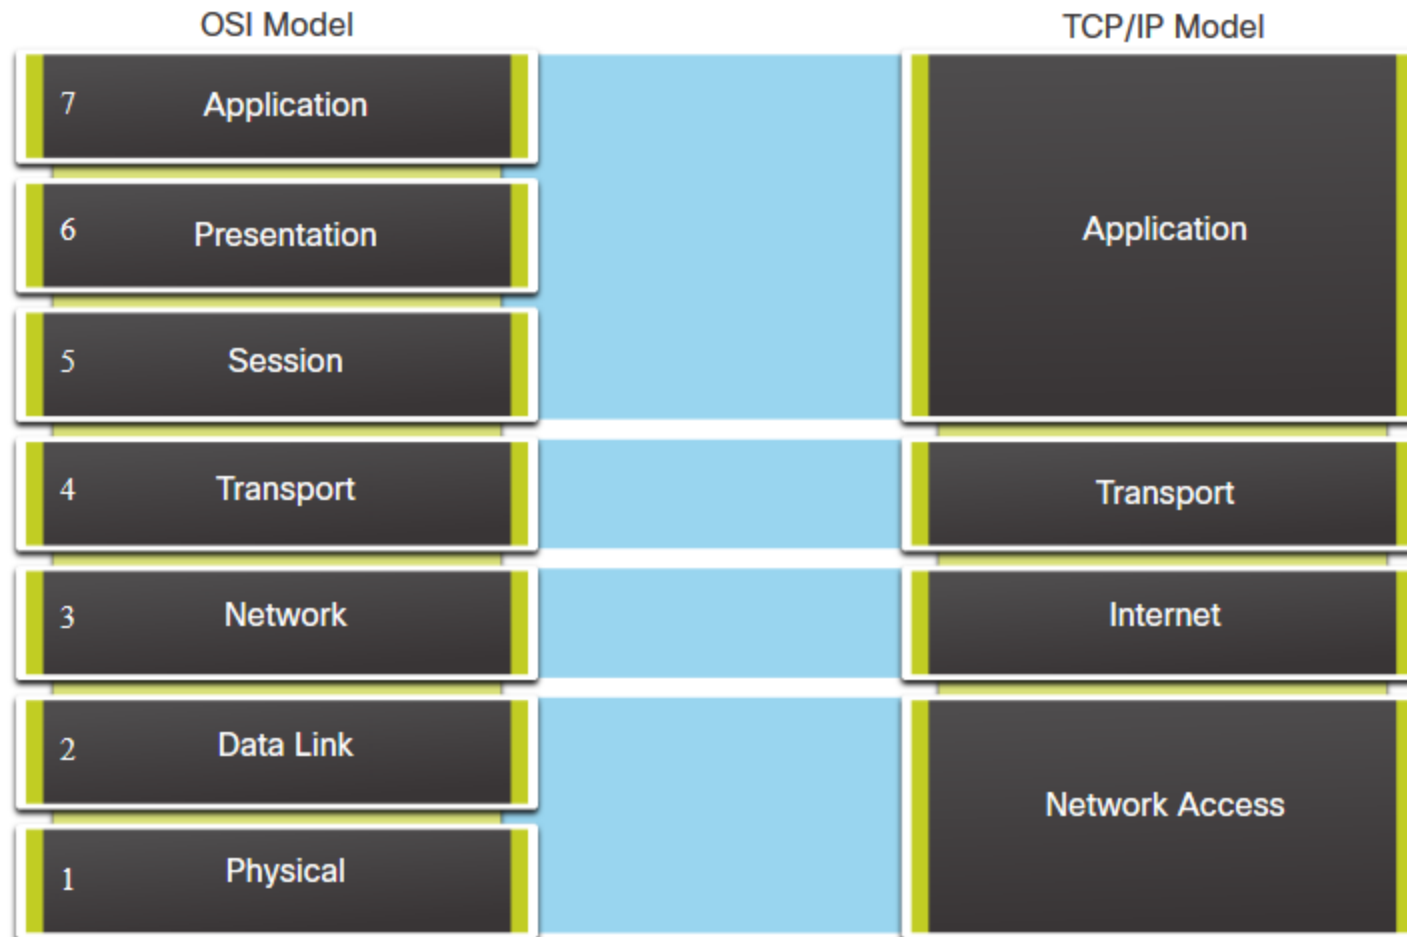 OSI Model
7 Application
6 Presentation
5 Session
4 Transport
3 Network
2 Data Link
1 Physical
TCP/IP Model
Application
Transport
Internet
Network Access